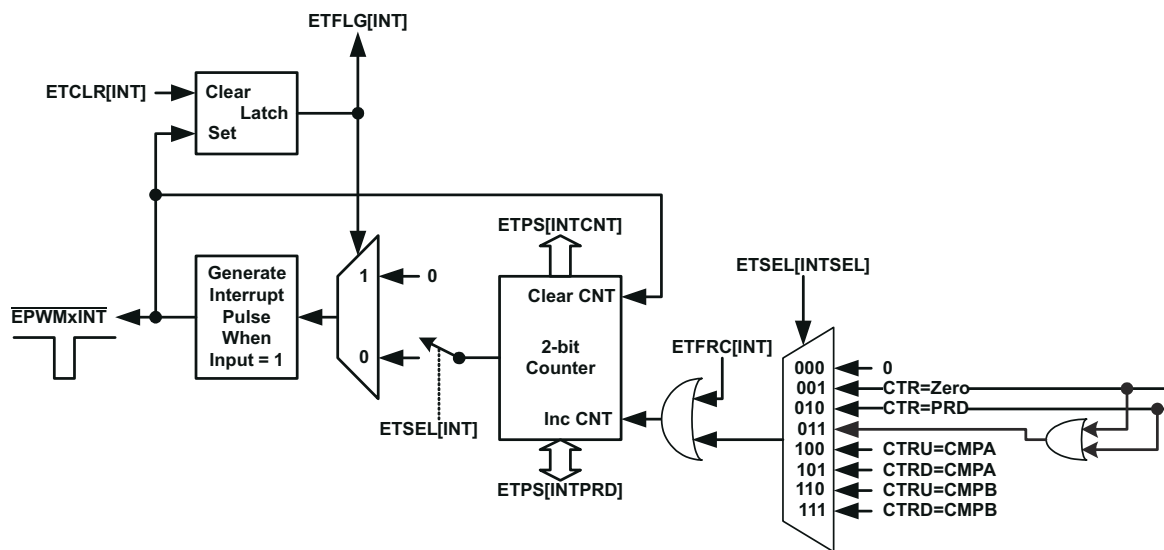 ETFLG[INT]
ETCLR[INT]
Clear
Latch
Set
ETPS[INTCNT]
ETSEL[INTSEL]
Generate
Interrupt
Pulse
When
Input = 1
EPWMxINT
1
0
0
Clear CNT
2-bit
Counter
Inc CNT
ETSEL[INT]
ETPS[INTPRD]
ETFRC[INT]
000 0
001 CTR=Zero
010 CTR=PRD
011
100 CTRU=CMPA
101 CTRD=CMPA
110 CTRU=CMPB
111 CTRD=CMPB